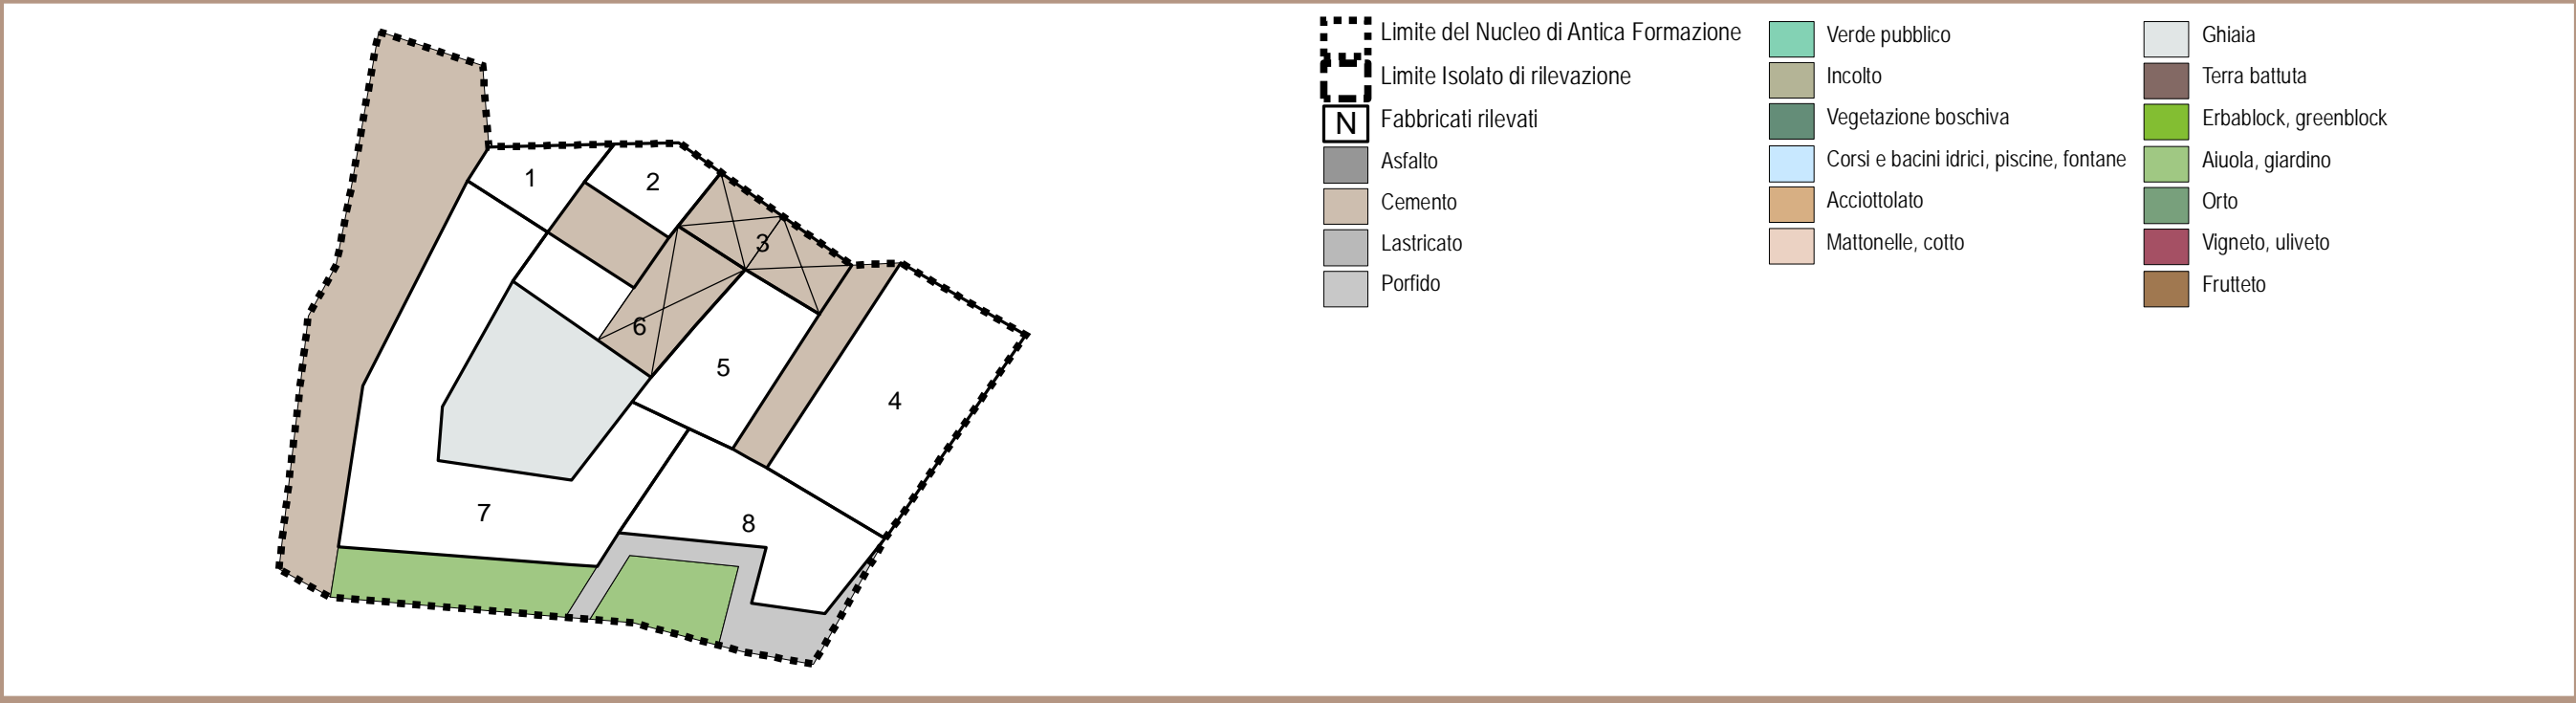 1
2
3
6
5
4
7
8
Limite del Nucleo di Antica Formazione
Limite Isolato di rilevazione
N Fabbricati rilevati
Asfalto
Cemento
Lastricato
Porfido
Verde pubblico
Incolto
Vegetazione boschiva
Corsi e bacini idrici, piscine, fontane
Acciottolato
Mattonelle, cotto
Ghiaia
Terra battuta
Erbablock, greenblock
Aiuola, giardino
Orto
Vigneto, uliveto
Frutteto